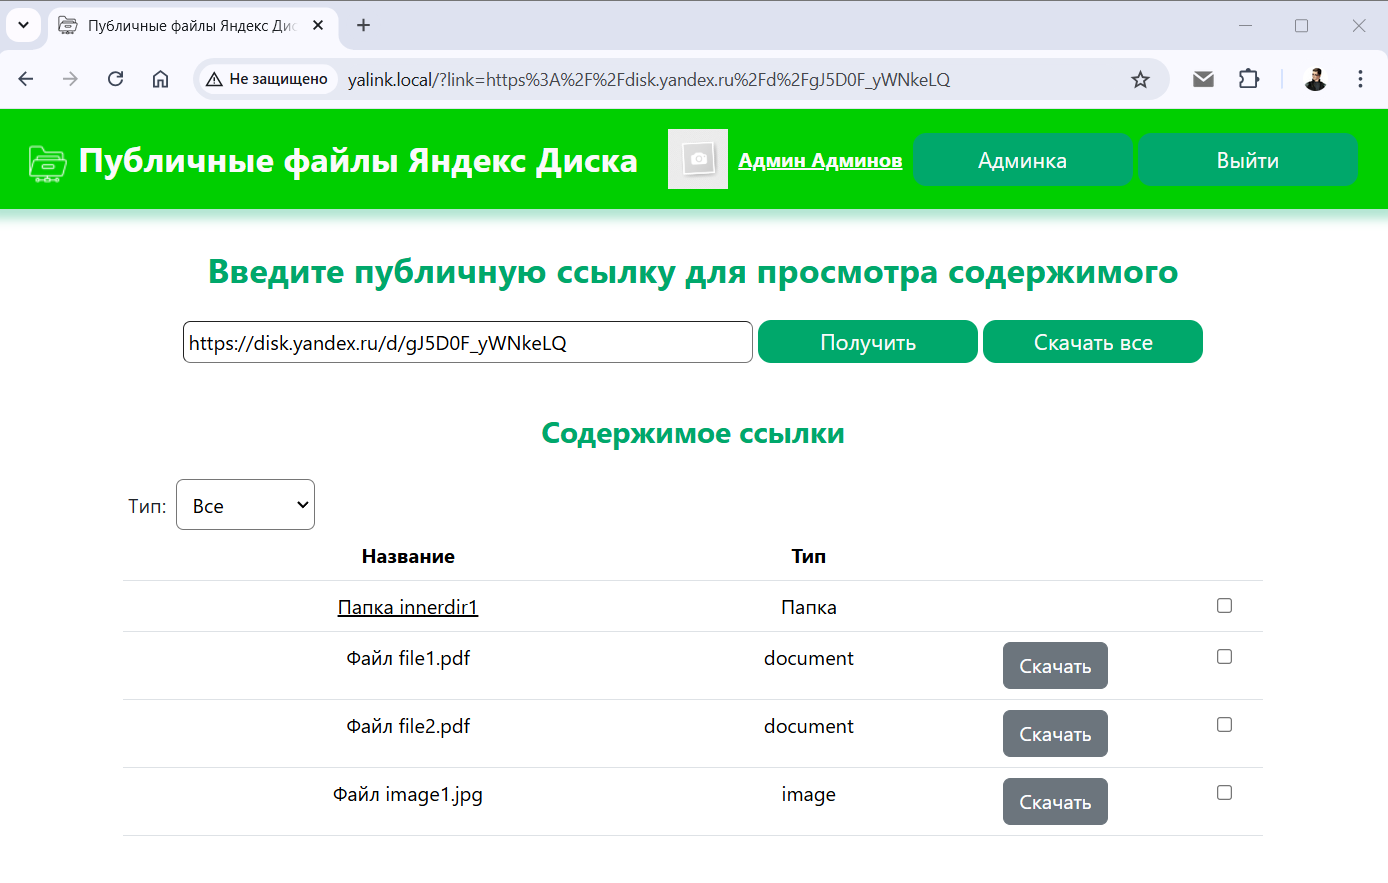 Публичные файлы Яндекс Дис
Не защищено
yalink.local/?link=https%3A%2F%2Fdisk.yandex.ru%2Fd%2FgJ5D0F_yWNkeLQ
Публичные файлы Яндекс Диска
Админ Админов
Админка
Выйти
Введите публичную ссылку для просмотра содержимого
https://disk.yandex.ru/d/gJ5D0F_yWNkeLQ
Получить
Скачать все
Содержимое ссылки
Тип: Все
Название Тип
Папка innerdir1 Папка
Файл file1.pdf document Скачать
Файл file2.pdf document Скачать
Файл image1.jpg image Скачать